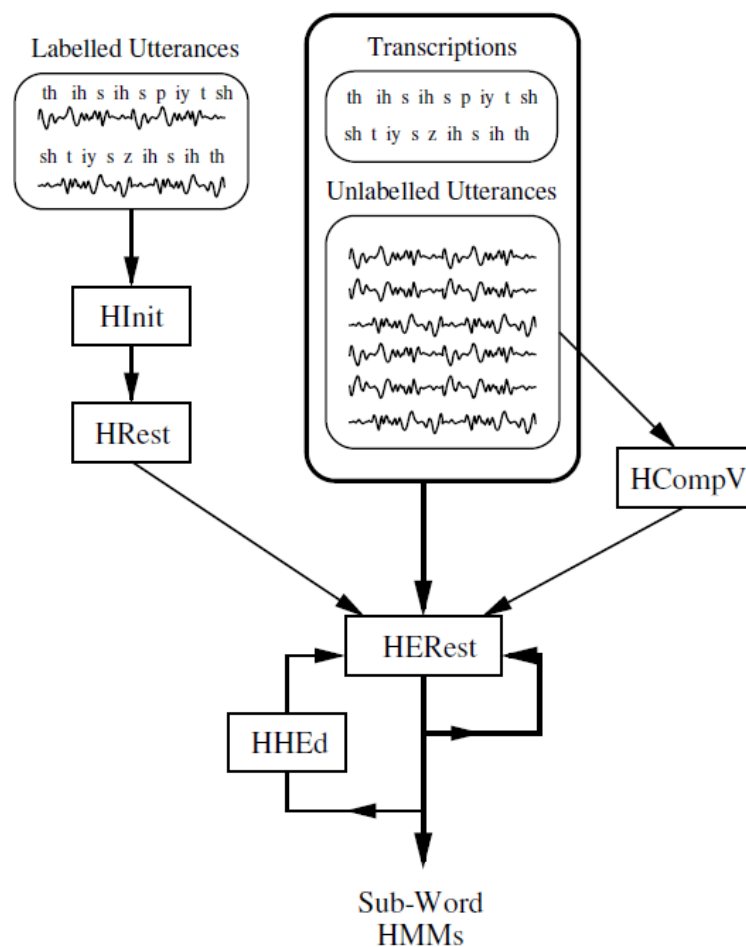 Labelled Utterances
th ih s ih s p iy t sh
sh t iy s z ih s ih th
HInit
HRest
Transcriptions
th ih s ih s p iy t sh
sh t iy s z ih s ih th
Unlabelled Utterances
HCompV
HERest
HHEd
Sub-Word
HMMs